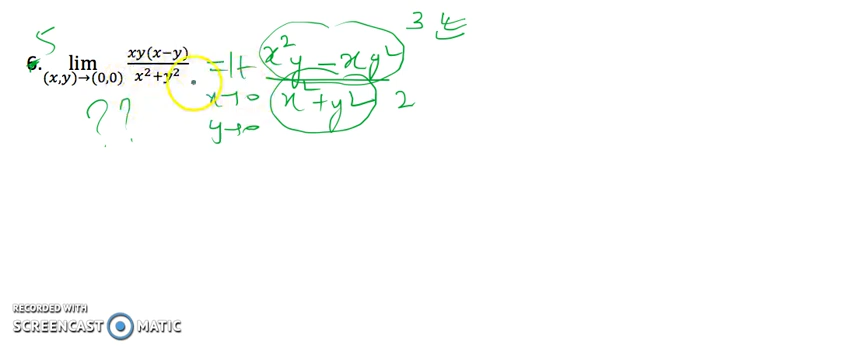 5
6. lim (x,y)→(0,0) xy(x−y) / x² + y²
= lt x→0 y→0 x²y − xy² / x² + y²
3
2
??
RECORDED WITH
SCREENCAST MATIC